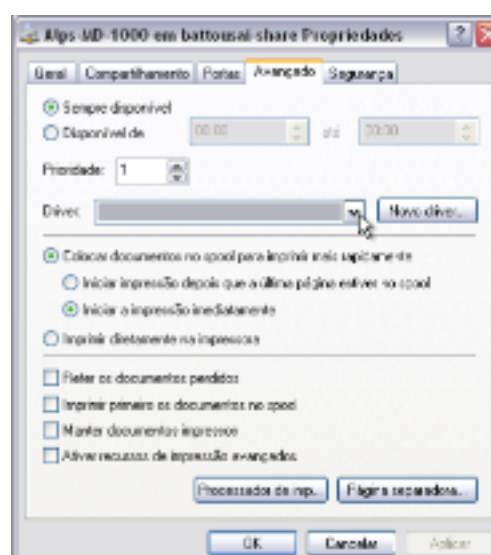 Alps-MD-1000 em battousai-share Propriedades
Geral Compartilhamento Portas Avançado Segurança
Sempre disponível
Disponível de 00:00 até 00:00
Prioridade: 1
Driver: Novo driver...
Colocar documentos no spool para imprimir mais rapidamente
Iniciar impressão depois que a última página estiver no spool
Iniciar a impressão imediatamente
Imprimir diretamente na impressora
Reter os documentos perdidos
Imprimir primeiro os documentos no spool
Manter documentos impressos
Ativar recursos de impressão avançados
Processador de imp... Página separadora...
OK Cancelar Aplicar